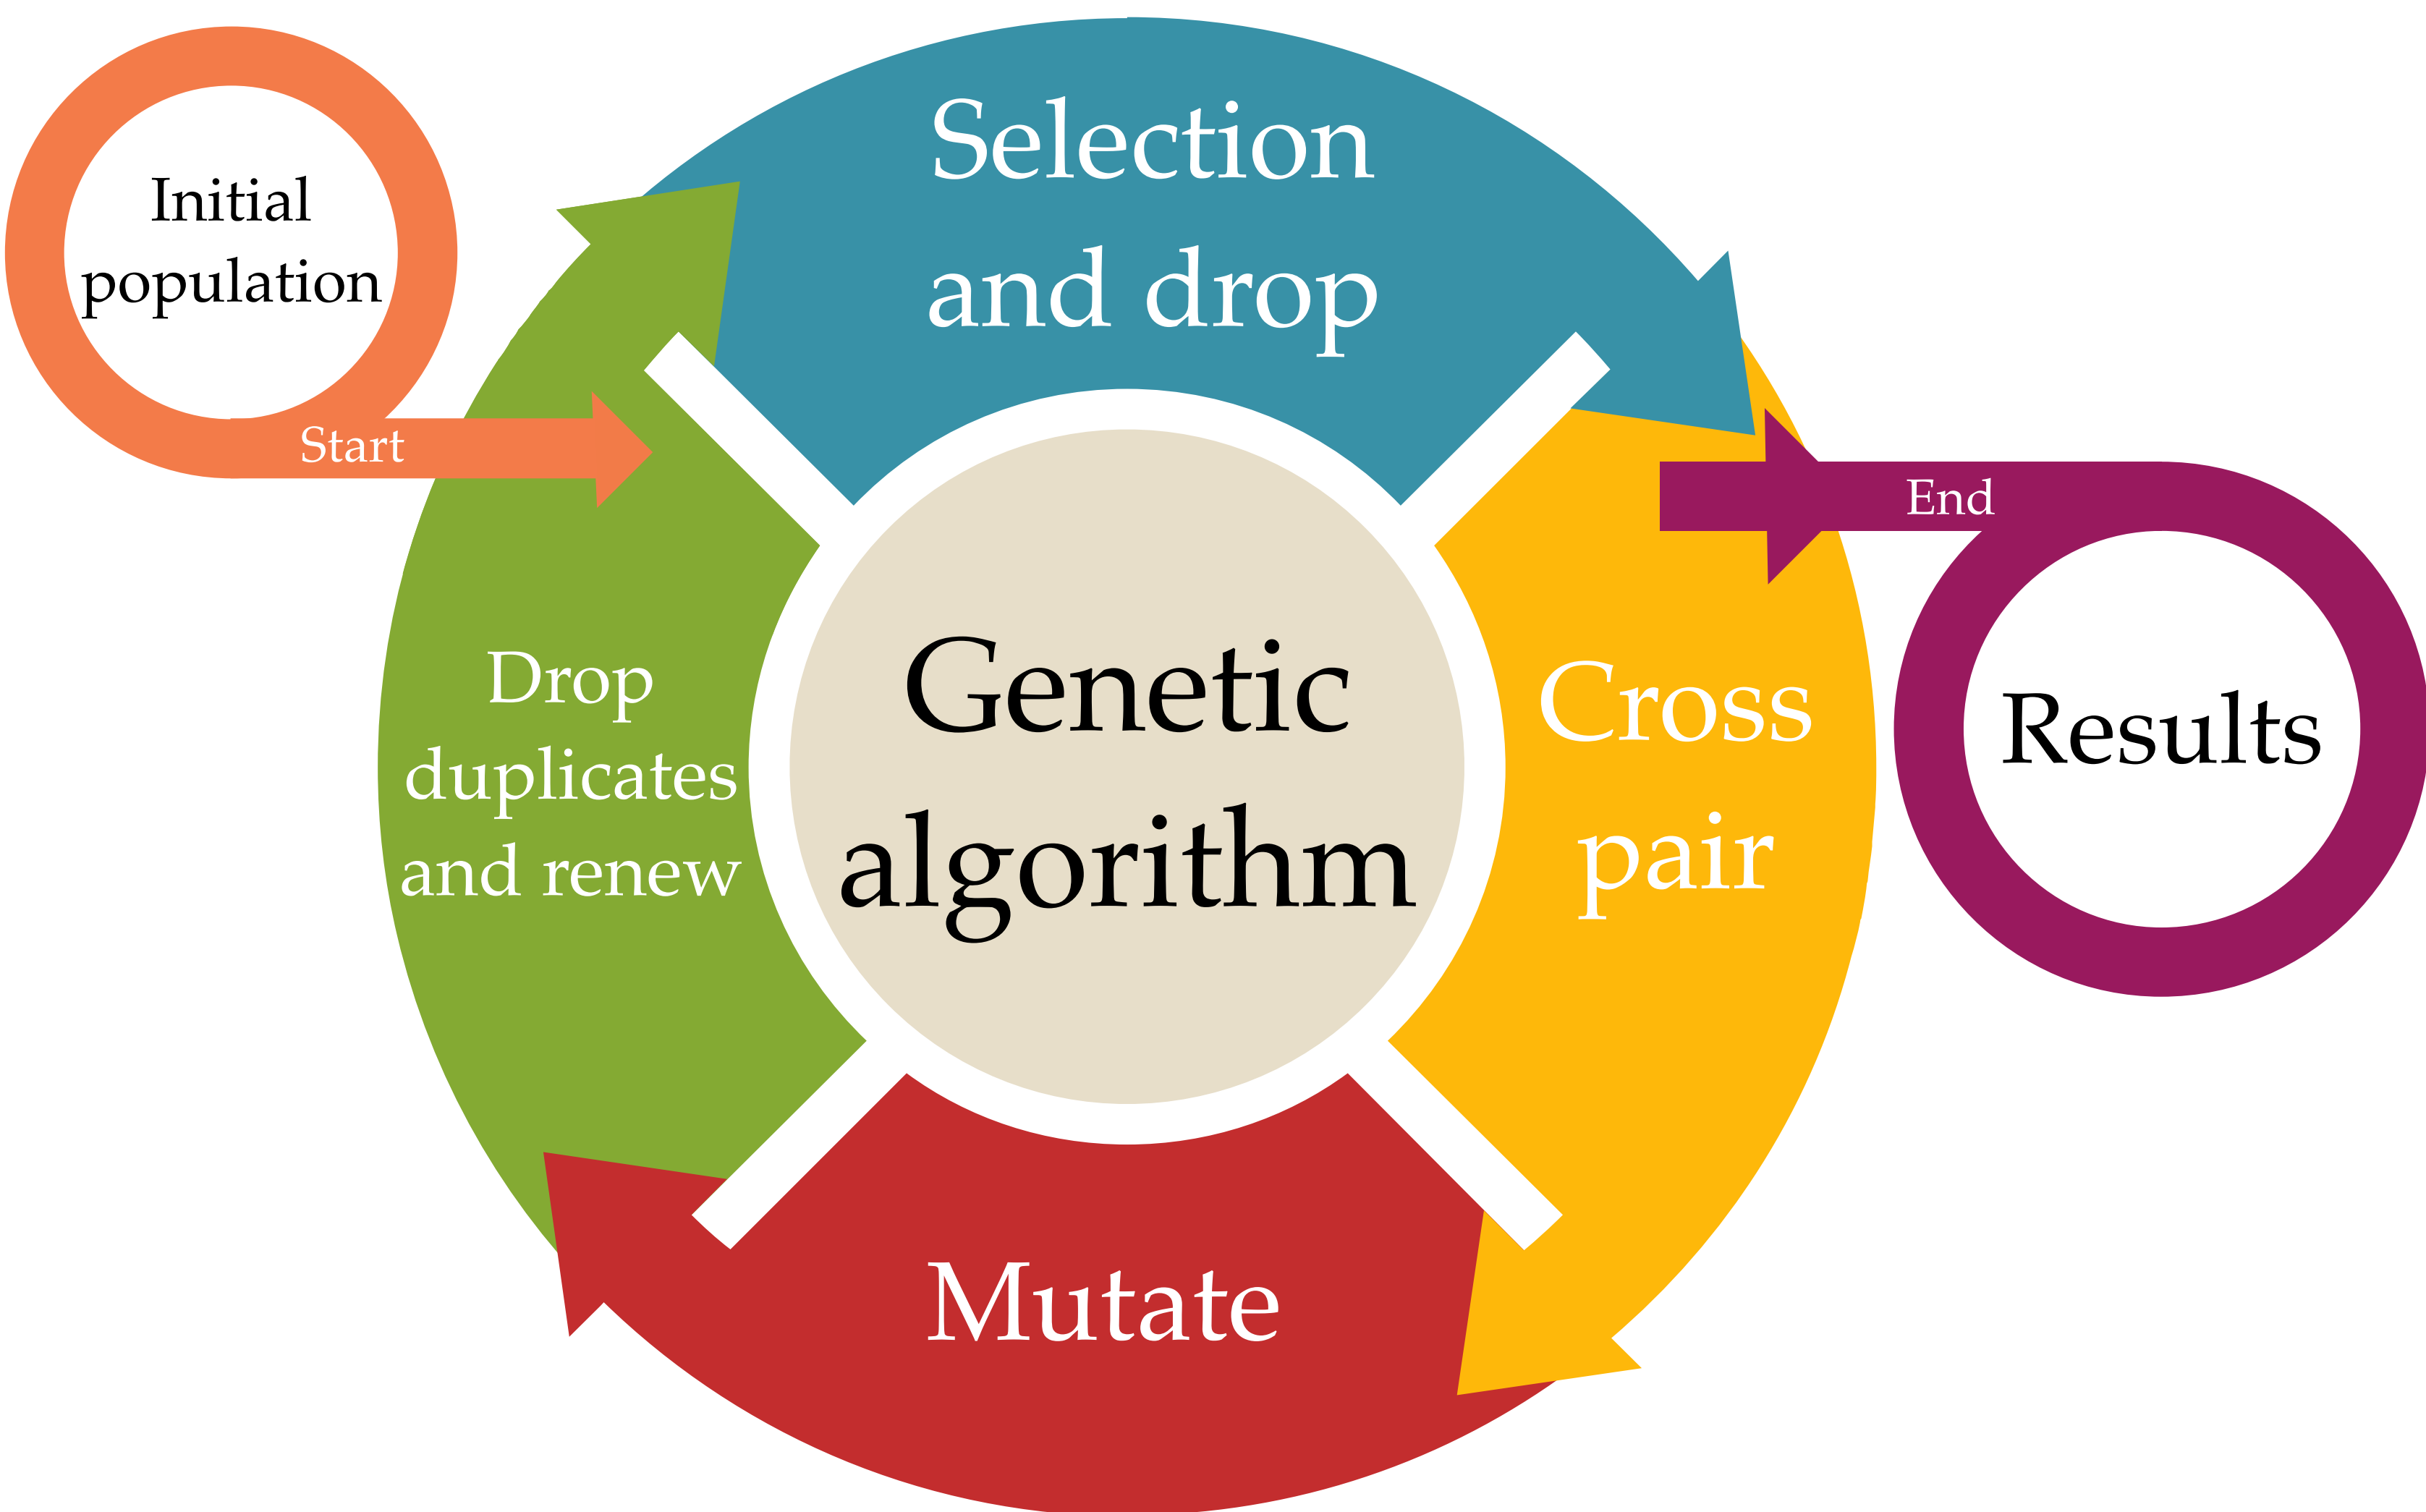 Initial
population
Start
Selection
and drop
End
Results
Cross
pair
Mutate
Drop
duplicates
and renew
Genetic
algorithm